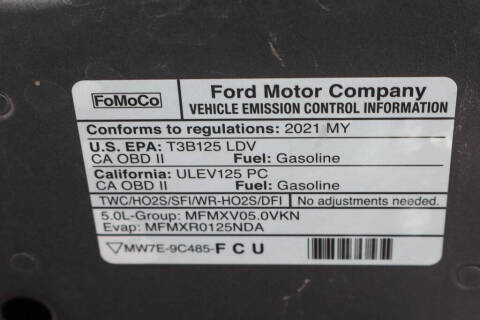 FoMoCo
Ford Motor Company
VEHICLE EMISSION CONTROL INFORMATION
Conforms to regulations: 2021 MY
U.S. EPA: T3B125 LDV
CA OBD II Fuel: Gasoline
California: ULEV125 PC
CA OBD II Fuel: Gasoline
TWC/HO2S/SFI/WR-HO2S/DFI No adjustments needed.
5.0L-Group: MFMXV05.0VKN
Evap: MFMXR0125NDA
MW7E-9C485-FCU